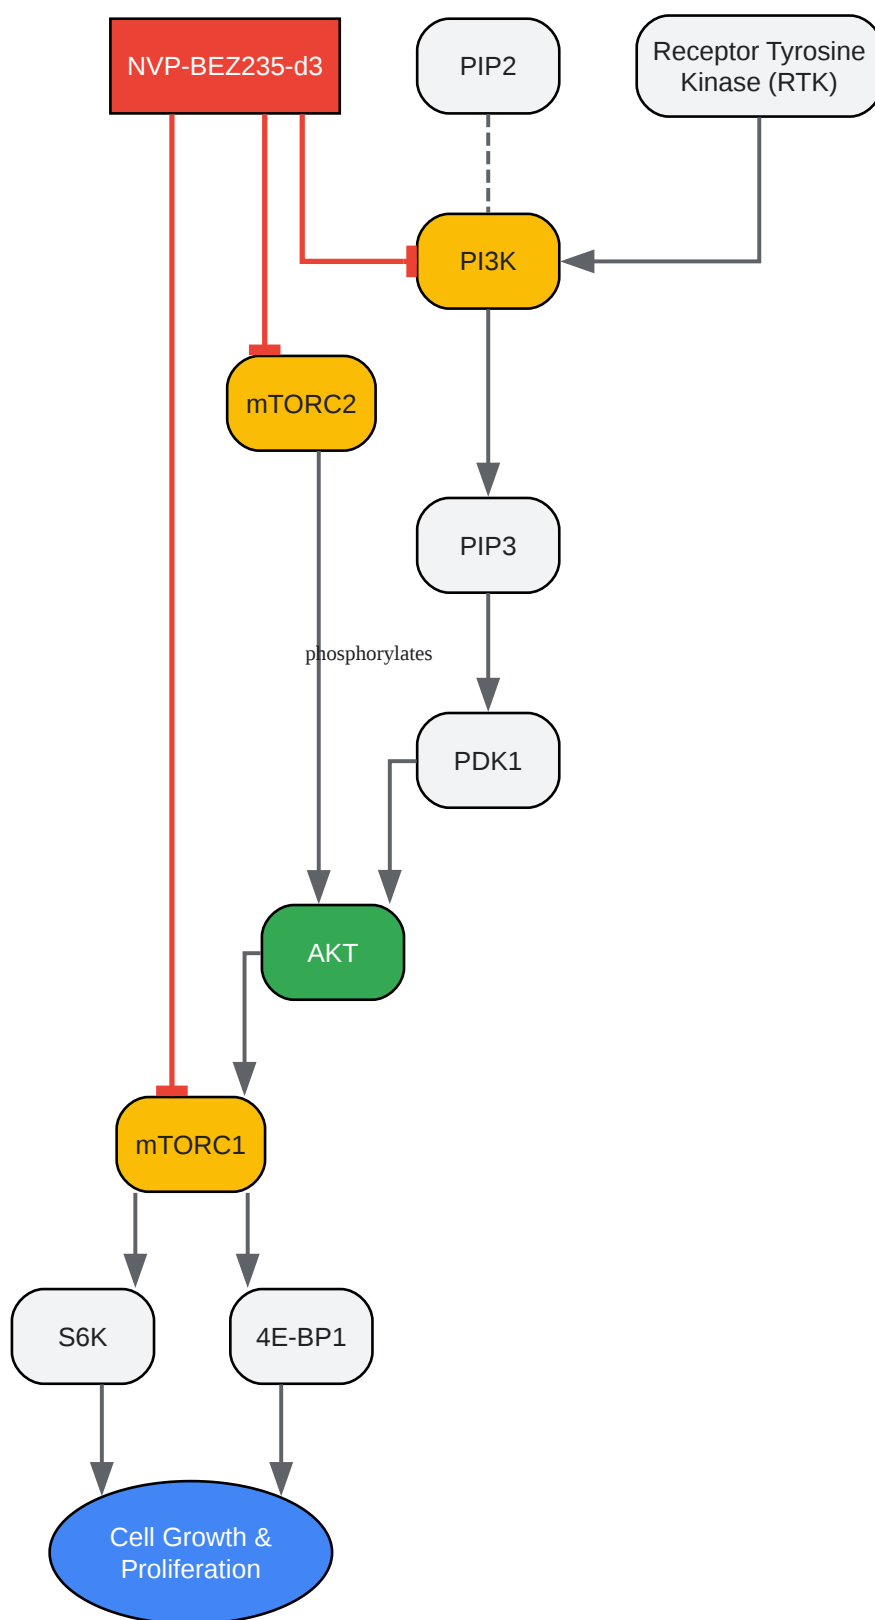 NVP-BEZ235-d3
PIP2
Receptor Tyrosine
Kinase (RTK)
PI3K
mTORC2
PIP3
phosphorylates
PDK1
AKT
mTORC1
S6K
4E-BP1
Cell Growth &
Proliferation